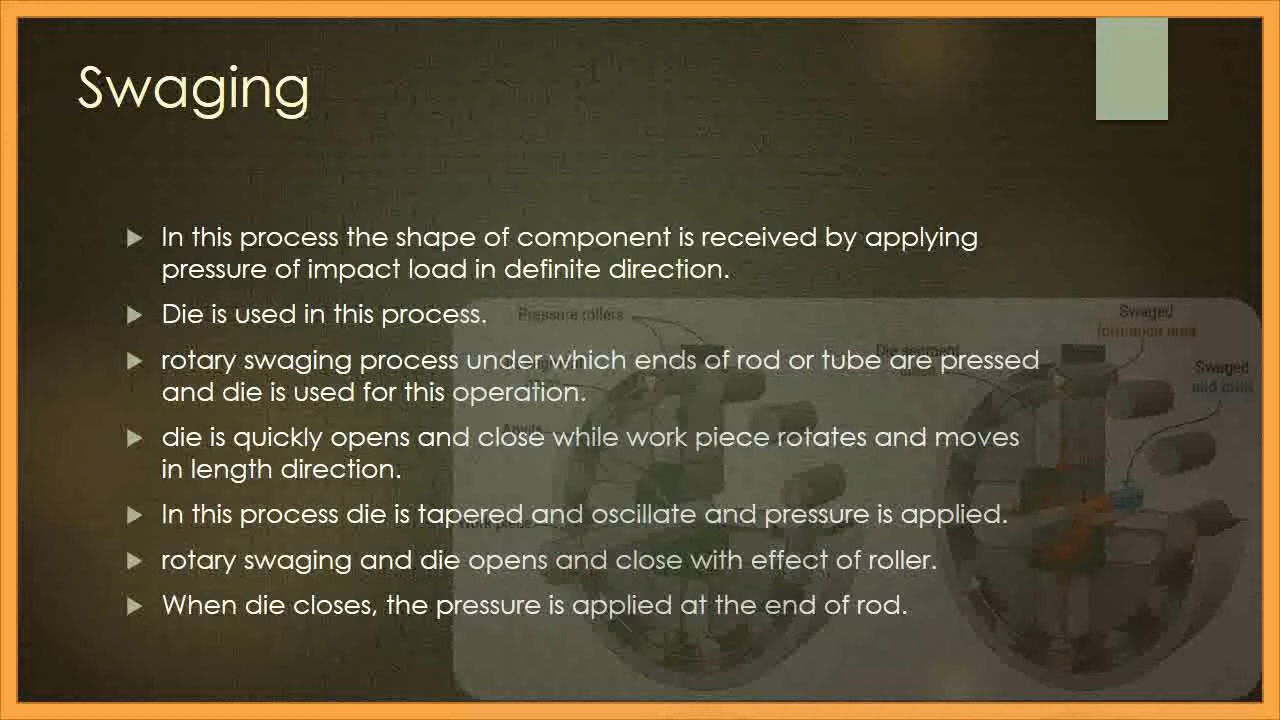 Swaging
In this process the shape of component is received by applying
pressure of impact load in definite direction.
Die is used in this process.
Pressure rollers
Swaged
formation area
rotary swaging process under which ends of rod or tube are pressed
and die is used for this operation.
Swaged
die is quickly opens and close while work piece rotates and moves
in length direction.
In this process die is tapered and oscillate and pressure is applied.
rotary swaging and die opens and close with effect of roller.
When die closes, the pressure is applied at the end of rod.